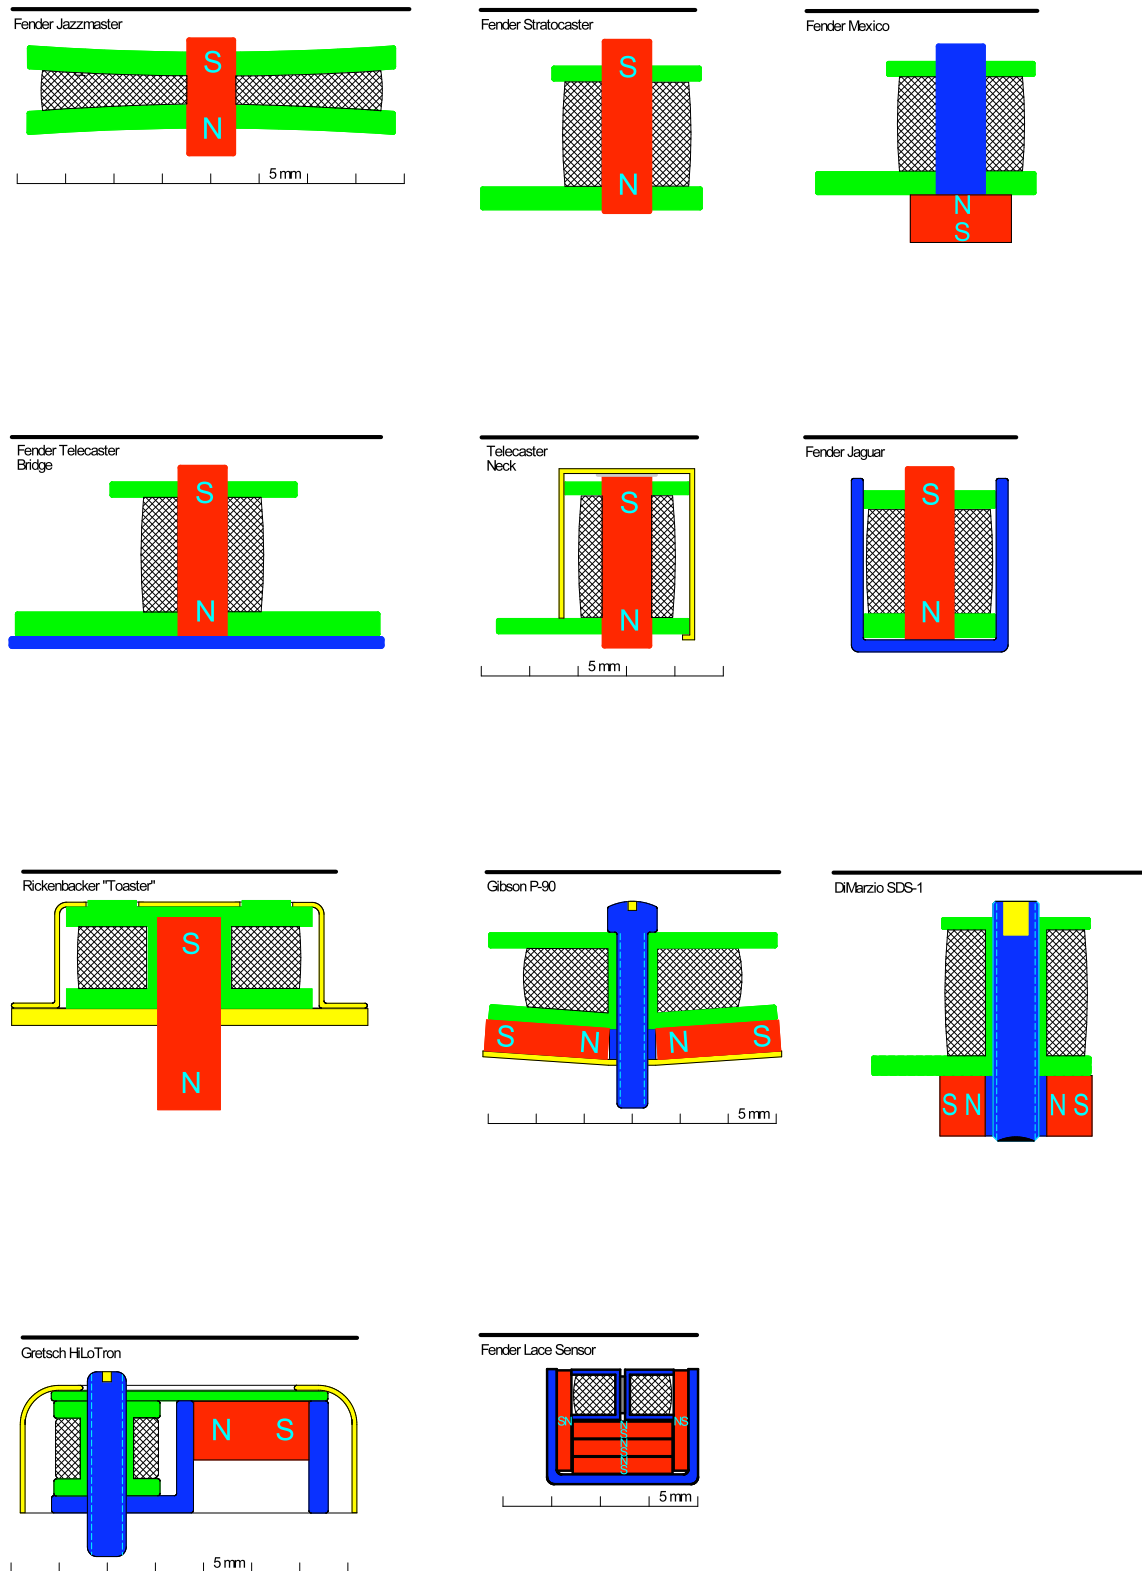 Fender Jazzmaster
S
N
5 mm
Fender Stratocaster
S
N
Fender Mexico
N
S
Fender Telecaster
Bridge
S
N
Telecaster
Neck
S
N
5 mm
Fender Jaguar
S
N
Rickenbacker "Toaster"
S
N
Gibson P-90
S N N S
5 mm
DiMarzio SDS-1
S N N S
Gretsch HiLoTron
N S
5 mm
Fender Lace Sensor
SN
NS
N
S
N
S
N
S
5 mm